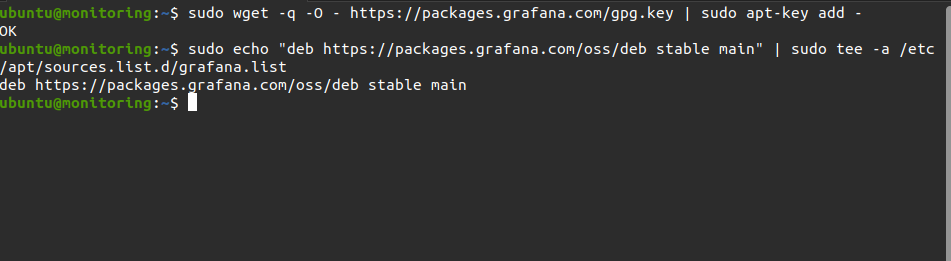 ubuntu@monitoring:~$ sudo wget -q -O - https://packages.grafana.com/gpg.key | sudo apt-key add -
OK
ubuntu@monitoring:~$ sudo echo "deb https://packages.grafana.com/oss/deb stable main" | sudo tee -a /etc
/apt/sources.list.d/grafana.list
deb https://packages.grafana.com/oss/deb stable main
ubuntu@monitoring:~$